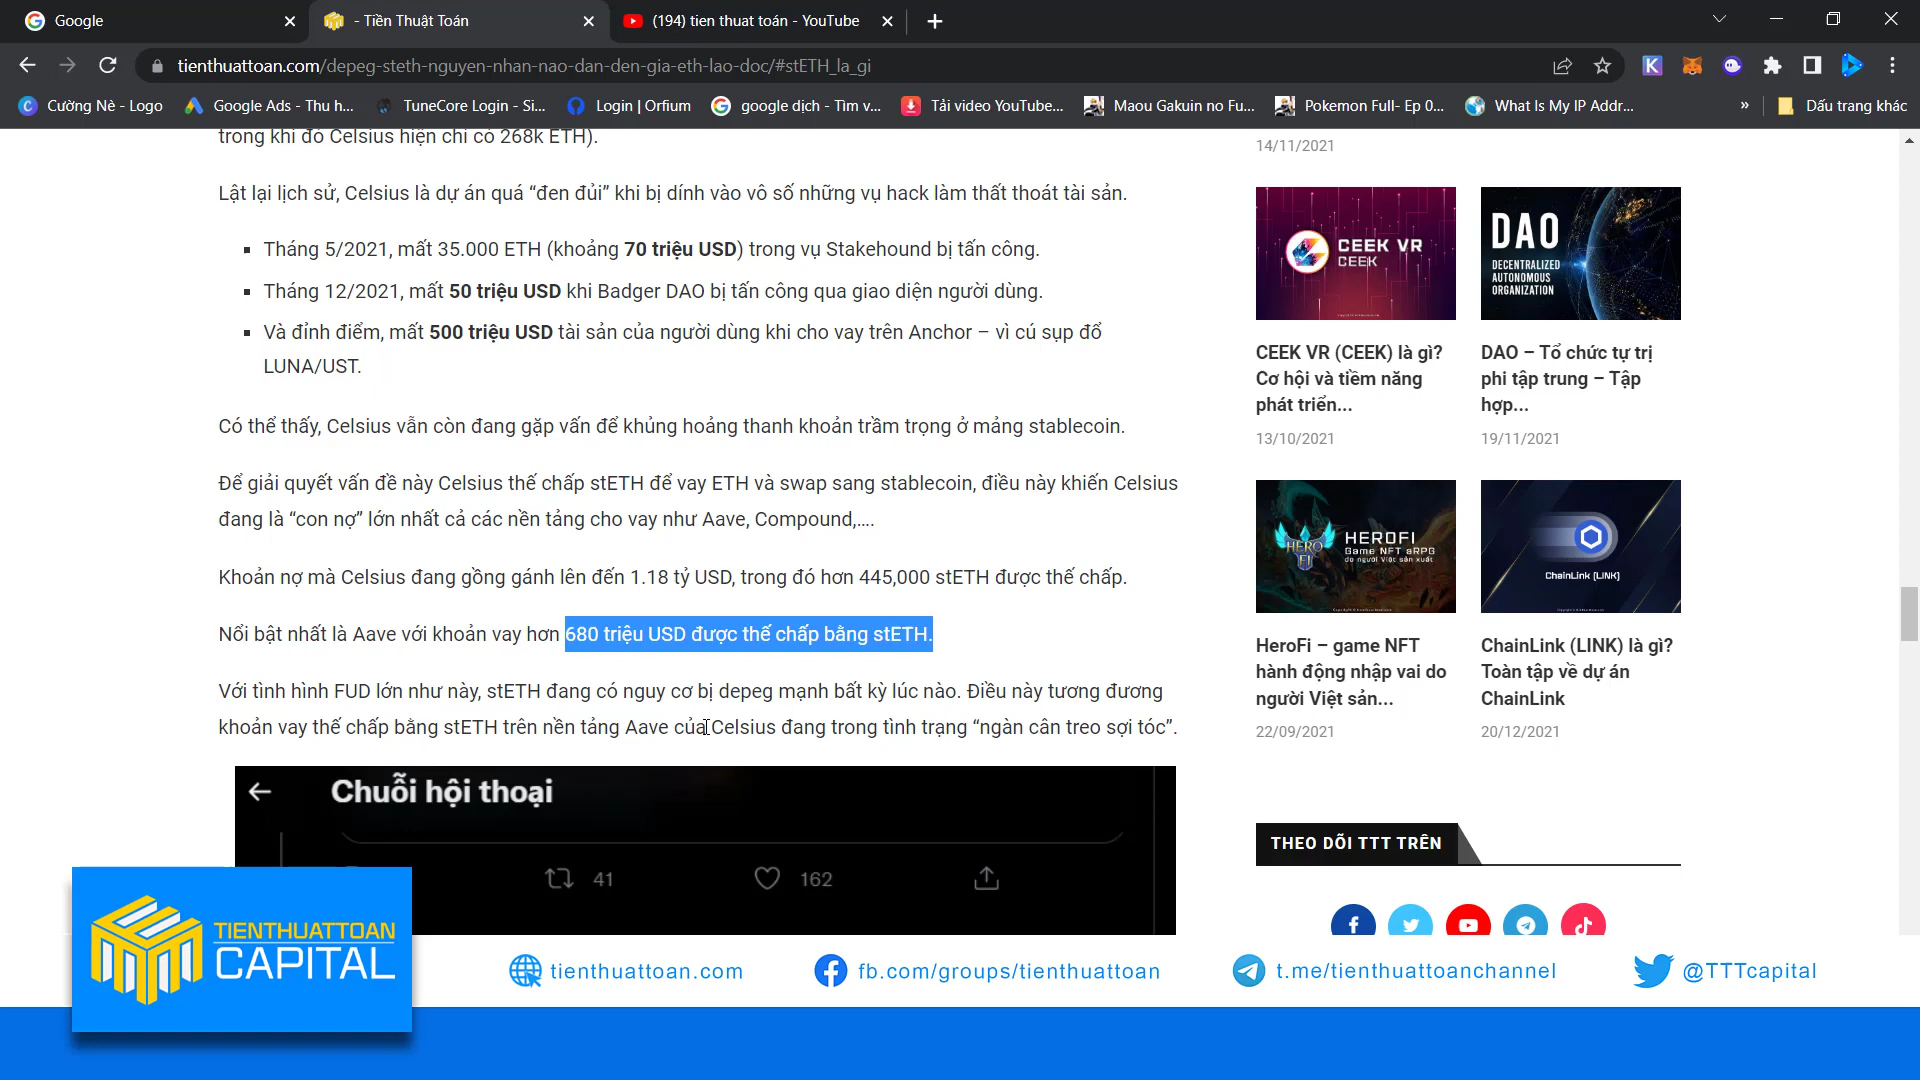 Google
- Tiền Thuật Toán
(194) tien thuat toán - YouTube
tienthuattoan.com/depeg-steth-nguyen-nhan-nao-dan-den-gia-eth-lao-doc/#stETH_la_gi
Cường Nè - Logo
Google Ads - Thu h...
TuneCore Login - Si...
Login | Orfium
google dịch - Tìm v...
Tải video YouTube...
Maou Gakuin no Fu...
Pokemon Full- Ep 0...
What Is My IP Addr...
»
Dấu trang khác
trong khi đó Celsius hiện chỉ có 268k ETH).
Lật lại lịch sử, Celsius là dự án quá “đen đủi” khi bị dính vào vô số những vụ hack làm thất thoát tài sản.
Tháng 5/2021, mất 35.000 ETH (khoảng 70 triệu USD) trong vụ Stakehound bị tấn công.
Tháng 12/2021, mất 50 triệu USD khi Badger DAO bị tấn công qua giao diện người dùng.
Và đỉnh điểm, mất 500 triệu USD tài sản của người dùng khi cho vay trên Anchor – vì cú sụp đổ
LUNA/UST.
Có thể thấy, Celsius vẫn còn đang gặp vấn để khủng hoảng thanh khoản trầm trọng ở mảng stablecoin.
Để giải quyết vấn đề này Celsius thế chấp stETH để vay ETH và swap sang stablecoin, điều này khiến Celsius
đang là “con nợ” lớn nhất cả các nền tảng cho vay như Aave, Compound,….
Khoản nợ mà Celsius đang gồng gánh lên đến 1.18 tỷ USD, trong đó hơn 445,000 stETH được thế chấp.
Nổi bật nhất là Aave với khoản vay hơn 680 triệu USD được thế chấp bằng stETH.
Với tình hình FUD lớn như này, stETH đang có nguy cơ bị depeg mạnh bất kỳ lúc nào. Điều này tương đương
khoản vay thế chấp bằng stETH trên nền tảng Aave của Celsius đang trong tình trạng “ngàn cân treo sợi tóc”.
Chuỗi hội thoại
41
162
14/11/2021
CEEK VR
CEEK
DAO
DECENTRALIZED
AUTONOMOUS
ORGANIZATION
CEEK VR (CEEK) là gì?
Cơ hội và tiềm năng
phát triển...
13/10/2021
DAO – Tổ chức tự trị
phi tập trung – Tập
hợp...
19/11/2021
HERO
FI
HEROFI
Game NFT aRPG
do người Việt sản xuất
ChainLink (LINK)
HeroFi – game NFT
hành động nhập vai do
người Việt sản...
22/09/2021
ChainLink (LINK) là gì?
Toàn tập về dự án
ChainLink
20/12/2021
THEO DÕI TTT TRÊN
TIENTHUATTOAN
CAPITAL
tienthuattoan.com
fb.com/groups/tienthuattoan
t.me/tienthuattoanchannel
@TTTcapital